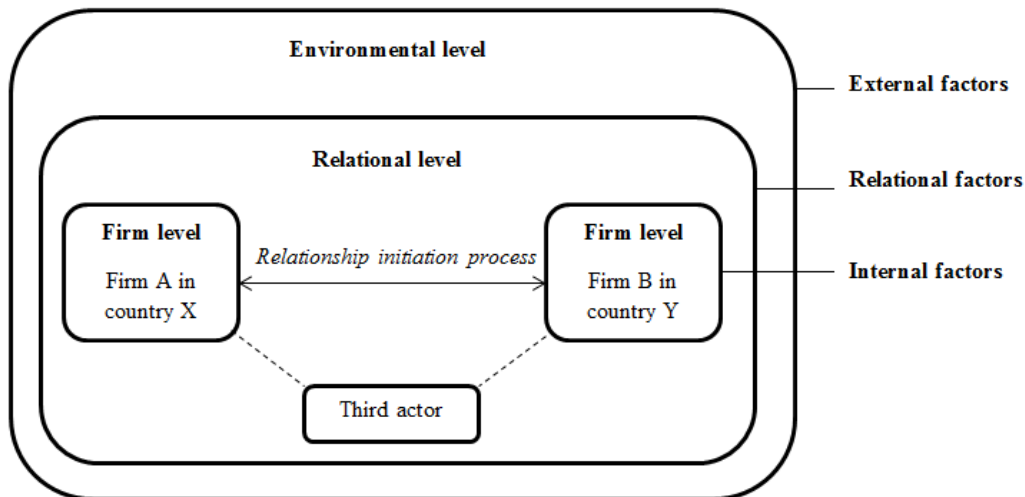 Environmental level
External factors
Relational level
Relational factors
Firm level
Firm A in
country X
Relationship initiation process
Firm level
Firm B in
country Y
Internal factors
Third actor